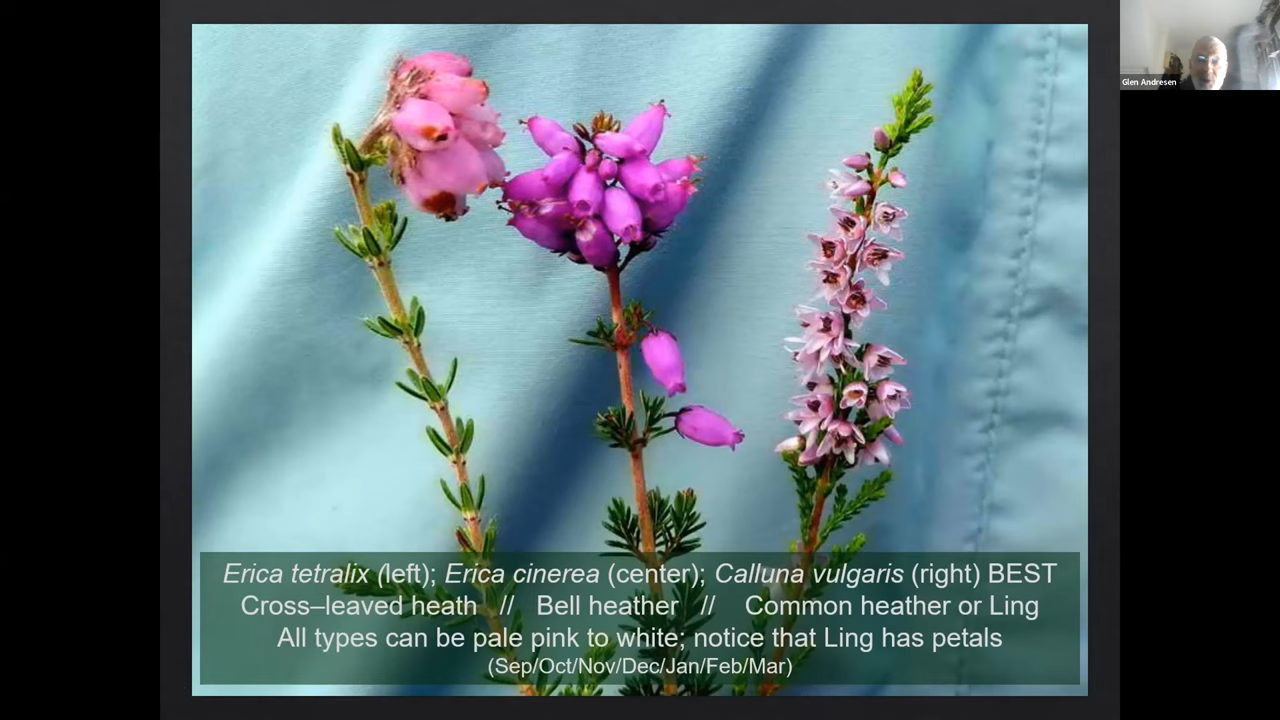 Glen Andresen
Erica tetralix (left); Erica cinerea (center); Calluna vulgaris (right) BEST
Cross–leaved heath // Bell heather // Common heather or Ling
All types can be pale pink to white; notice that Ling has petals
(Sep/Oct/Nov/Dec/Jan/Feb/Mar)